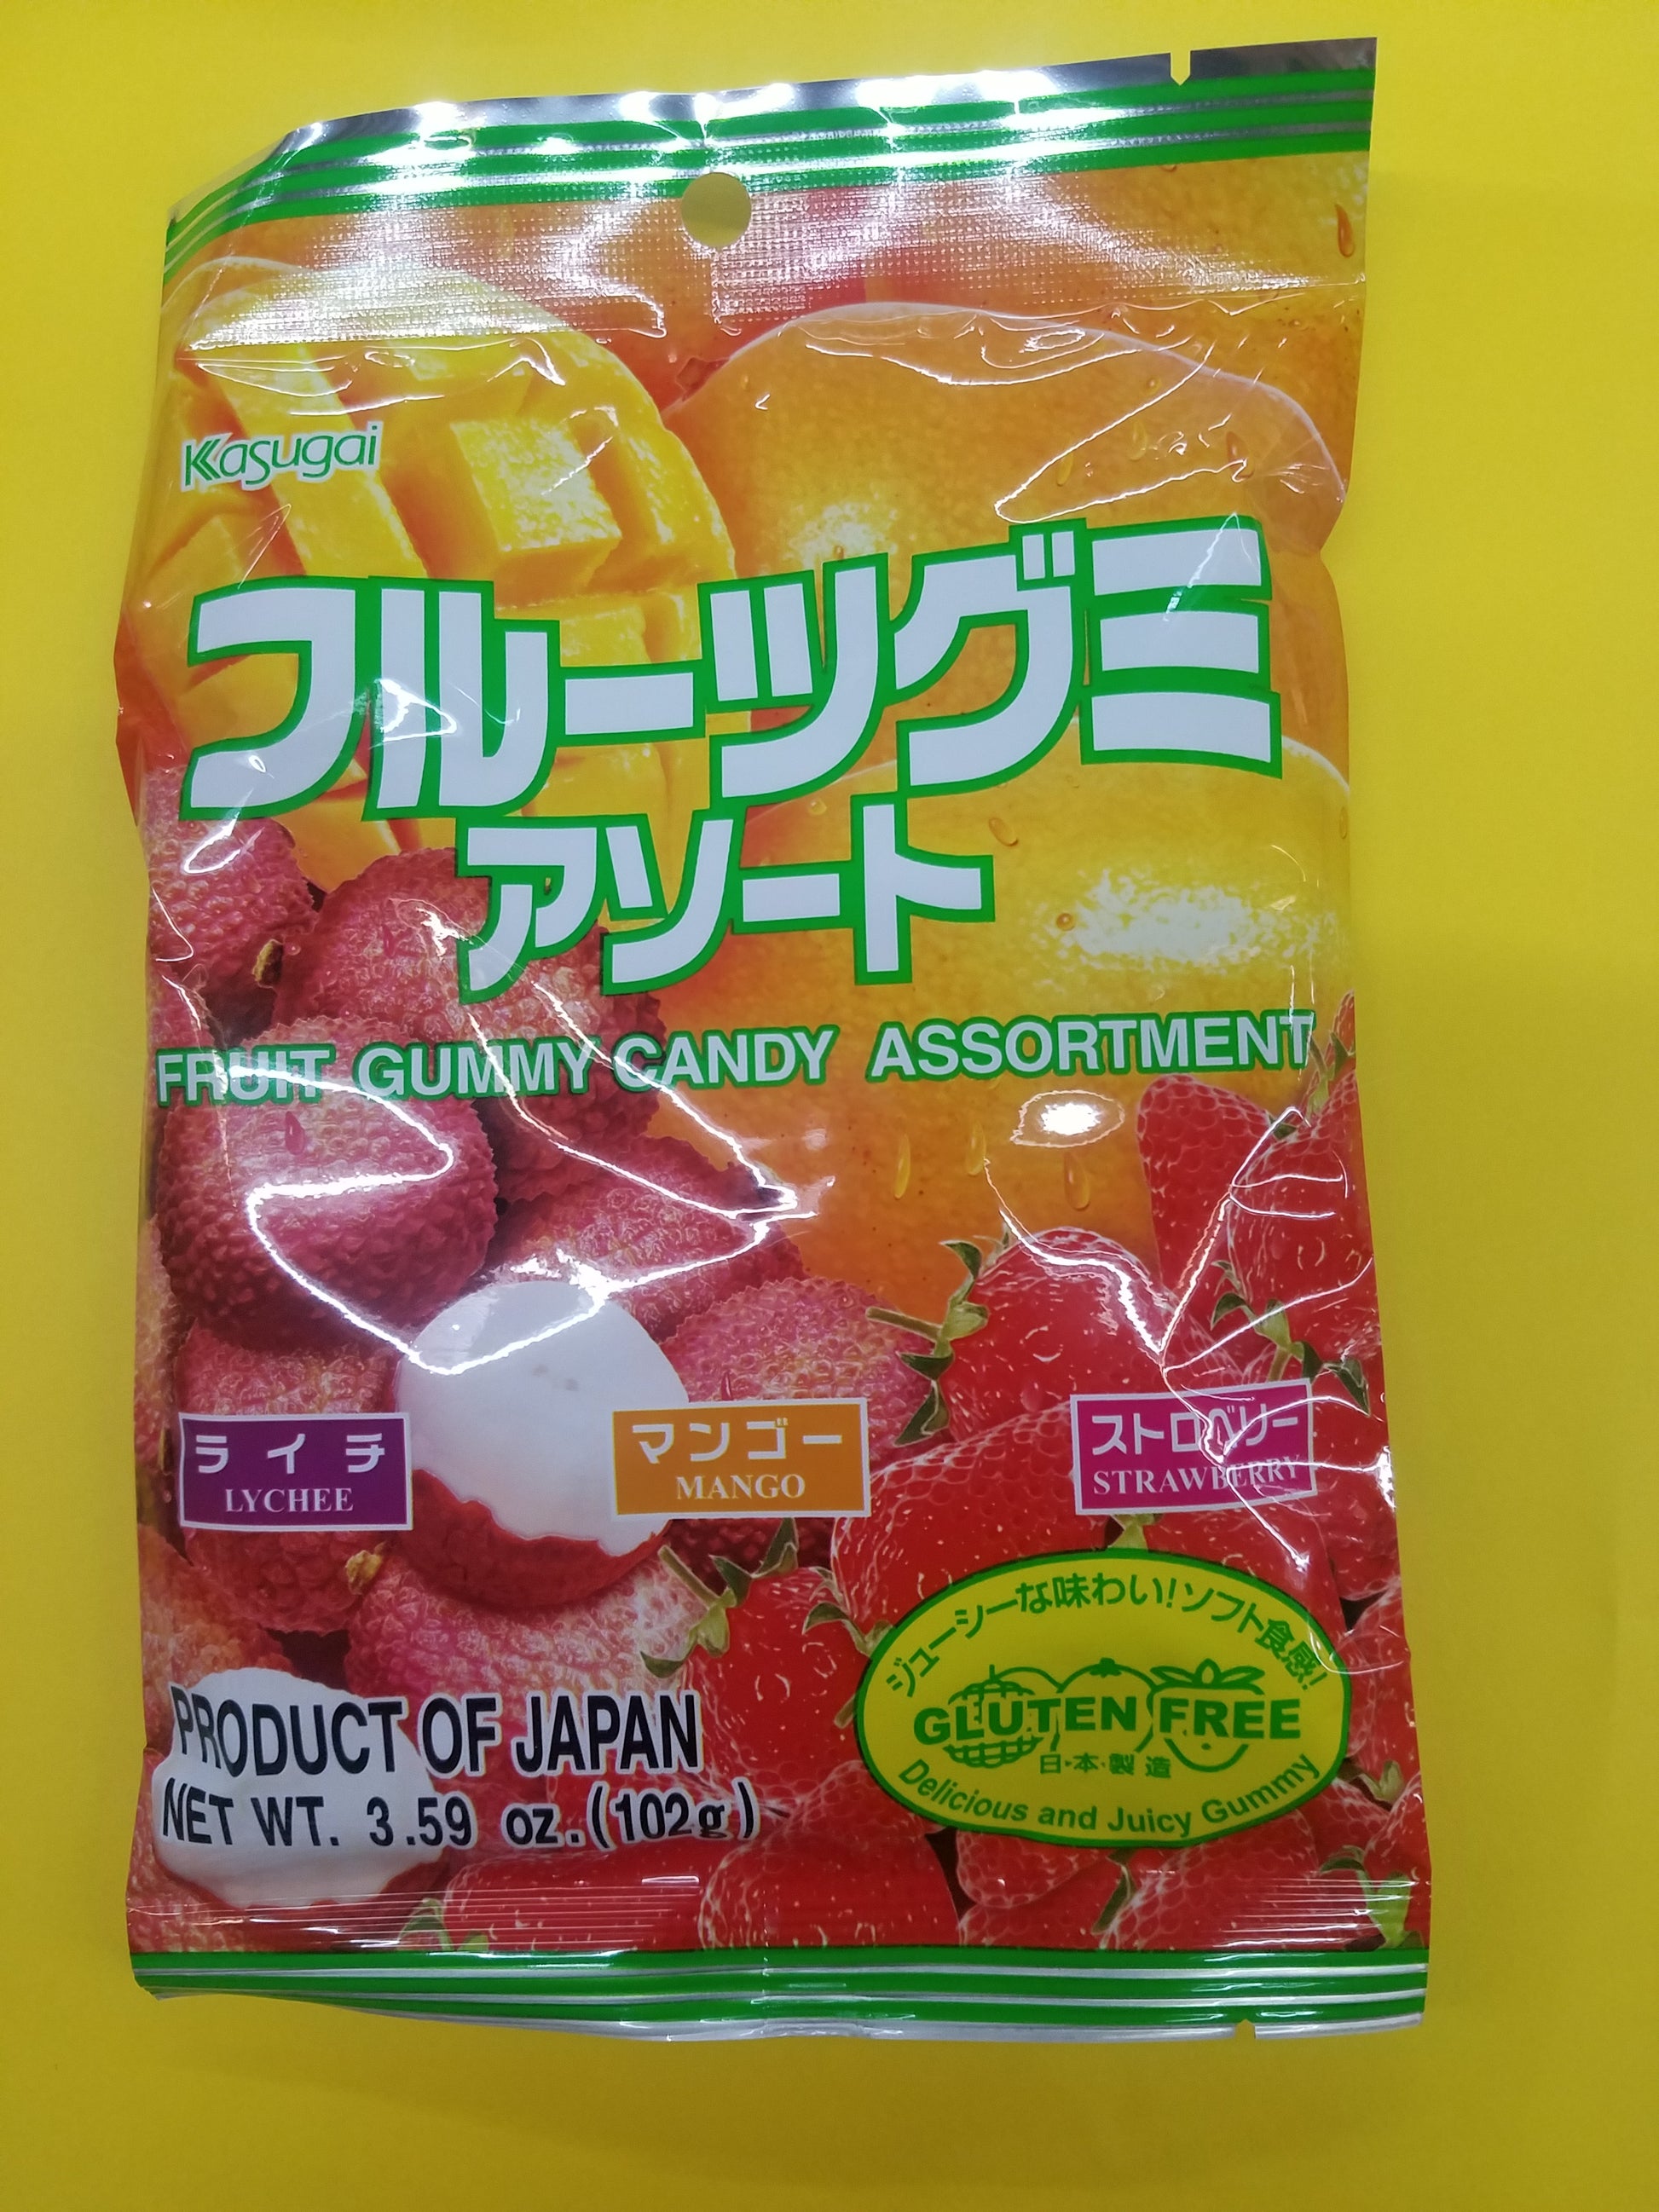 Kasugai
フルーツグミ
アソート
FRUIT GUMMY CANDY ASSORTMENT
ライチ
LYCHEE
マンゴー
MANGO
ストロベリー
STRAWBERRY
ジューシーな味わい!ソフト食感!
GLUTEN FREE
日・本・製造
Delicious and Juicy Gummy
PRODUCT OF JAPAN
NET WT. 3.59 oz.(102g)